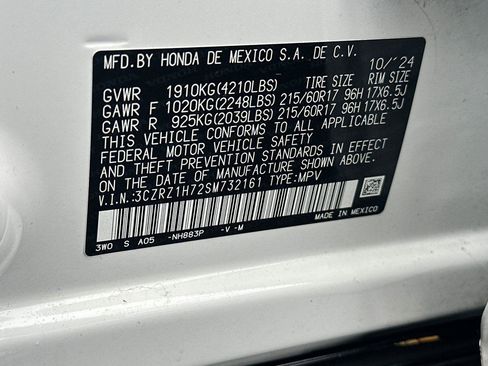 MFD.BY HONDA DE MEXICO S.A. DE C.V. 10/'24
GVWR 1910KG(4210LBS) TIRE SIZE RIM SIZE
GAWR F 1020KG(2248LBS) 215/60R17 96H 17X6.5J
GAWR R 925KG(2039LBS) 215/60R17 96H 17X6.5J
THIS VEHICLE CONFORMS TO ALL APPLICABLE
FEDERAL MOTOR VEHICLE SAFETY
AND THEFT PREVENTION STANDARDS IN EFFECT
ON THE DATE OF MANUFACTURE SHOWN ABOVE.
V.I.N.:3CZRZ1H72SM732161 TYPE:MPV
3W0 S A05 -NH883P -V -M MADE IN MEXICO